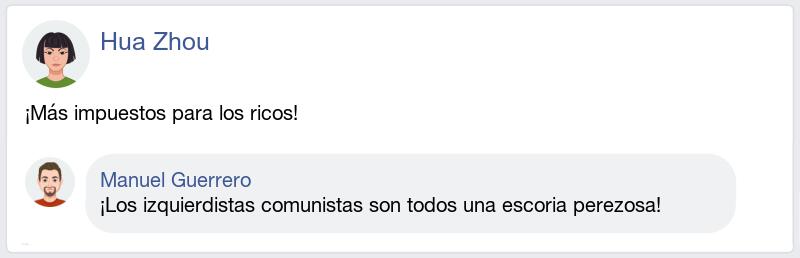 Hua Zhou
¡Más impuestos para los ricos!
Manuel Guerrero
¡Los izquierdistas comunistas son todos una escoria perezosa!